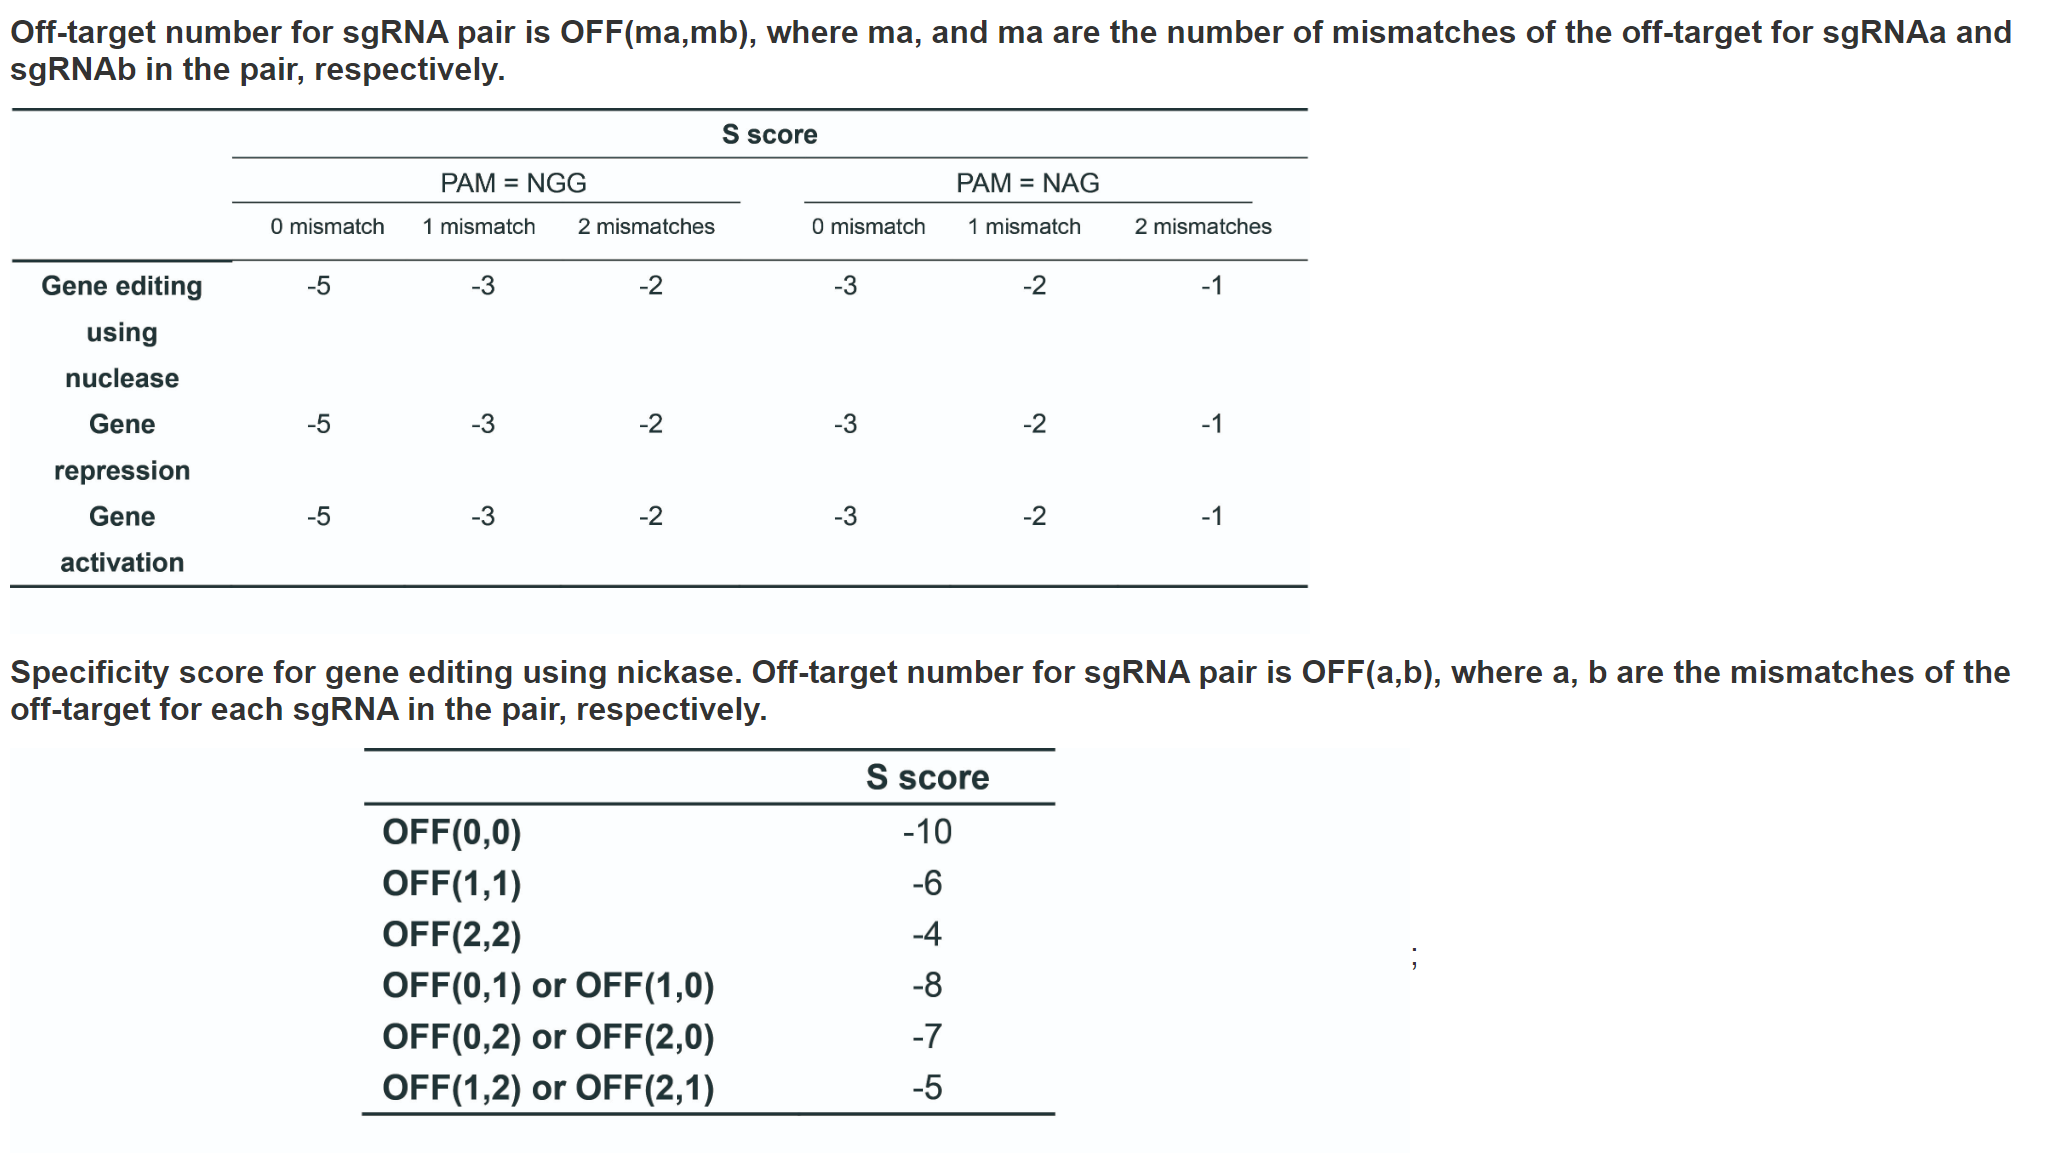 Off-target number for sgRNA pair is OFF(ma,mb), where ma, and ma are the number of mismatches of the off-target for sgRNAa and
sgRNAb in the pair, respectively.
S score
PAM = NGG PAM = NAG
0 mismatch 1 mismatch 2 mismatches 0 mismatch 1 mismatch 2 mismatches
Gene editing -5 -3 -2 -3 -2 -1
using
nuclease
Gene -5 -3 -2 -3 -2 -1
repression
Gene -5 -3 -2 -3 -2 -1
activation
Specificity score for gene editing using nickase. Off-target number for sgRNA pair is OFF(a,b), where a, b are the mismatches of the
off-target for each sgRNA in the pair, respectively.
S score
OFF(0,0) -10
OFF(1,1) -6
OFF(2,2) -4
;
OFF(0,1) or OFF(1,0) -8
OFF(0,2) or OFF(2,0) -7
OFF(1,2) or OFF(2,1) -5